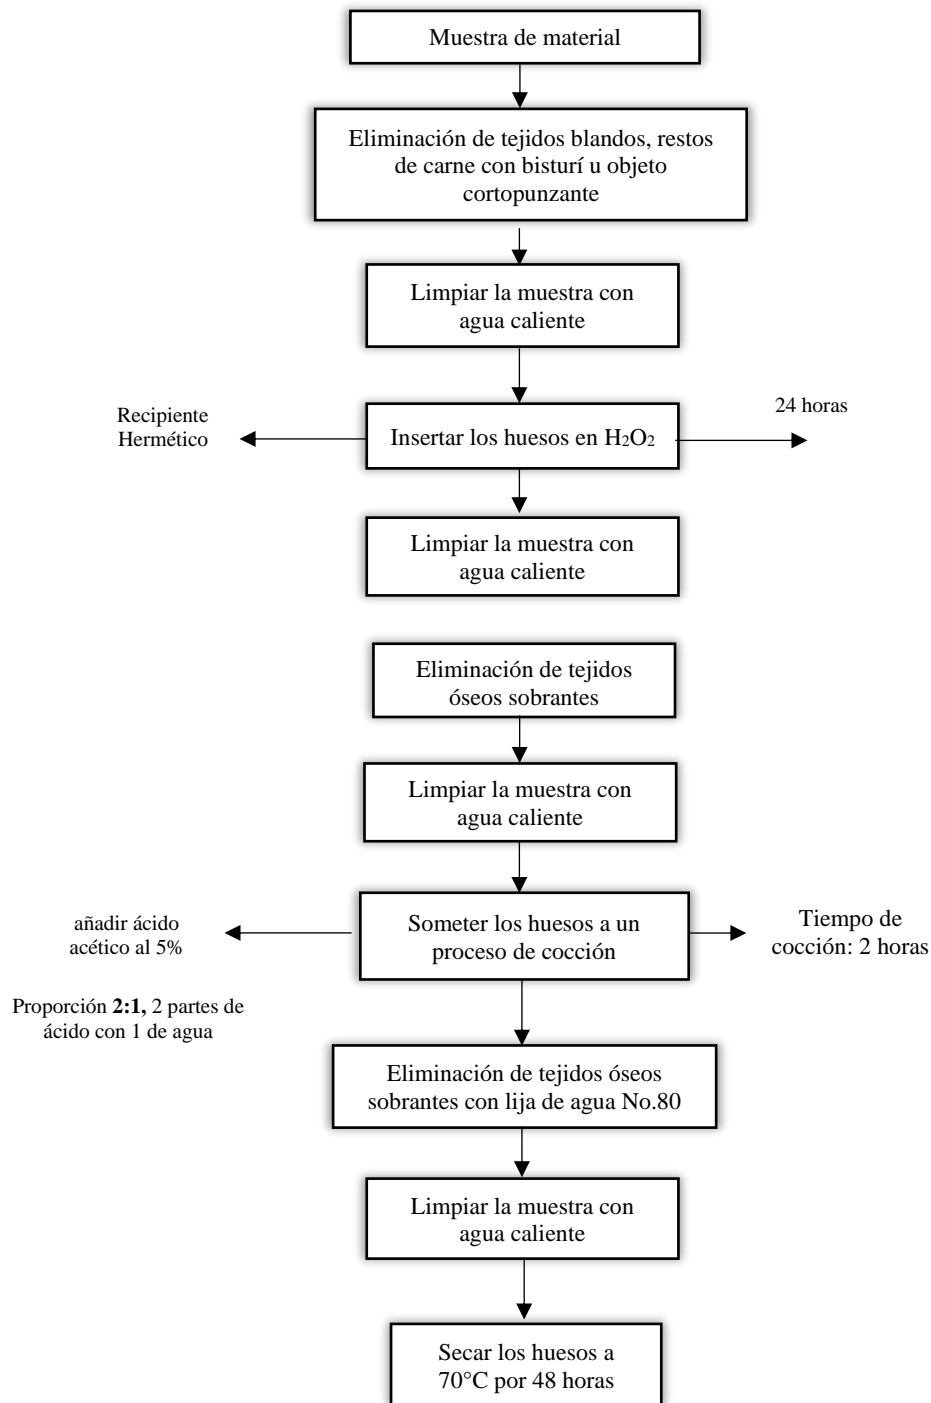 Muestra de material
Eliminación de tejidos blandos, restos
de carne con bisturí u objeto
cortopunzante
Limpiar la muestra con
agua caliente
Recipiente
Hermético
Insertar los huesos en H₂O₂
24 horas
Limpiar la muestra con
agua caliente
Eliminación de tejidos
óseos sobrantes
Limpiar la muestra con
agua caliente
añadir ácido
acético al 5%
Proporción 2:1, 2 partes de
ácido con 1 de agua
Someter los huesos a un
proceso de cocción
Tiempo de
cocción: 2 horas
Eliminación de tejidos óseos
sobrantes con lija de agua No.80
Limpiar la muestra con
agua caliente
Secar los huesos a
70°C por 48 horas